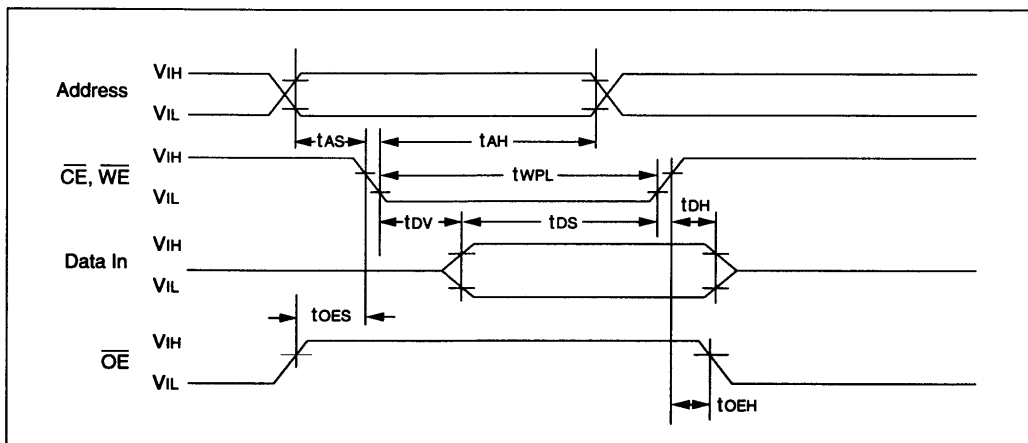 VIH
Address
VIL
tAS
tAH
VIH
CE, WE
tWPL
VIL
tDV
tDS
tDH
VIH
Data In
VIL
tOES
VIH
OE
VIL
tOEH